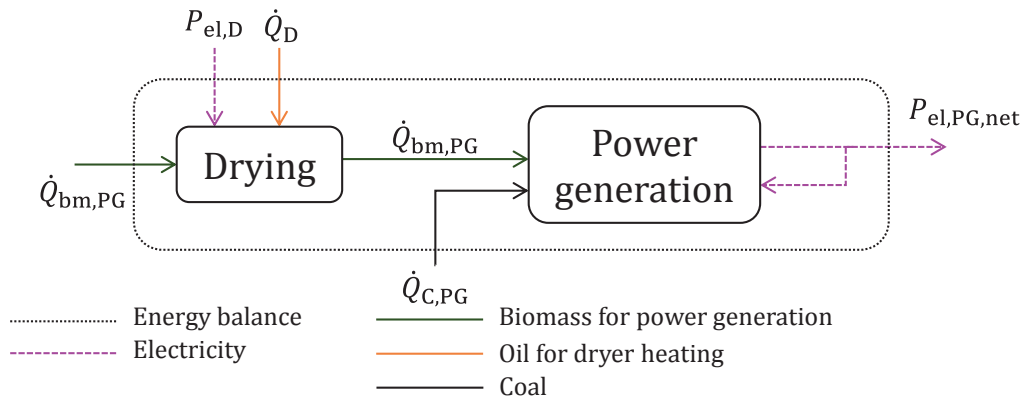 P_el,D
Q̇_D
P_el,PG,net
Q̇_bm,PG
Drying
Q̇_bm,PG
Power
generation
Q̇_C,PG
Energy balance
Electricity
Biomass for power generation
Oil for dryer heating
Coal